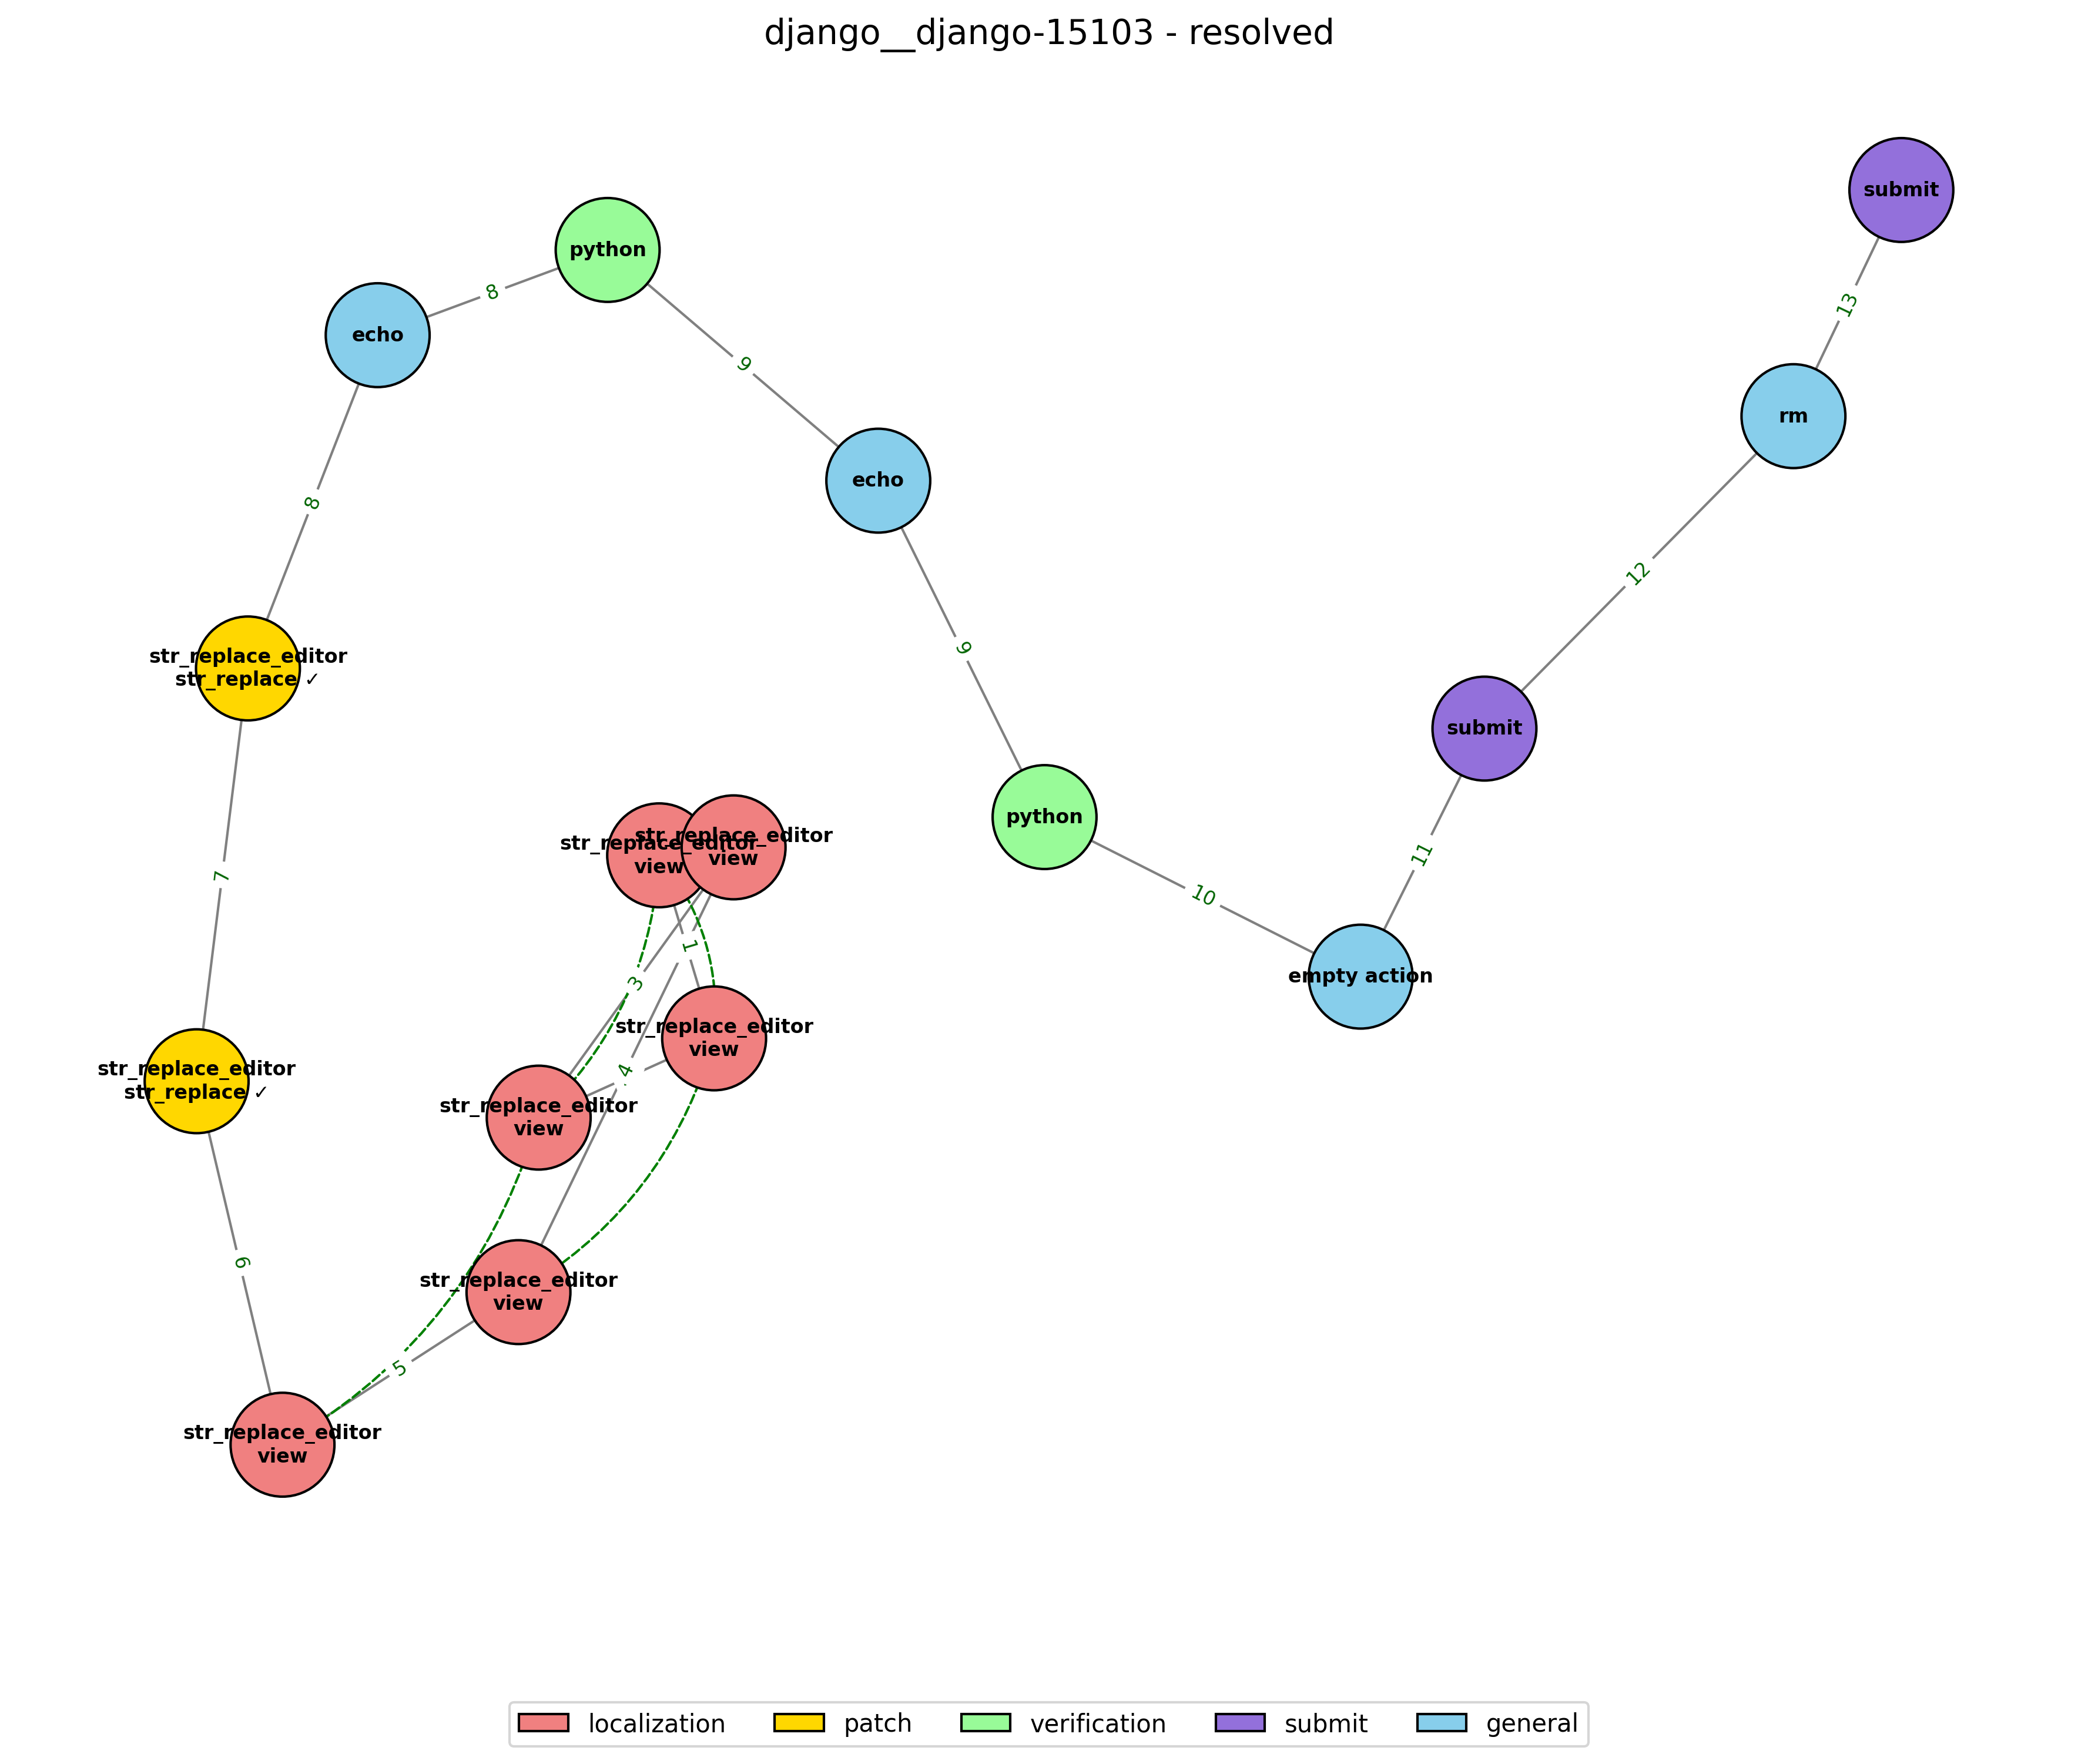 django__django-15103 - resolved
submit
python
8
echo
13
9
rm
echo
8
12
9
str_replace_editor
str_replace ✓
submit
python
11
7
10
str_replace_editor
view
str_replace_editor
view
1
empty action
3
str_replace_editor
view
4
str_replace_editor
str_replace ✓
str_replace_editor
view
6
str_replace_editor
view
5
str_replace_editor
view
localization
patch
verification
submit
general